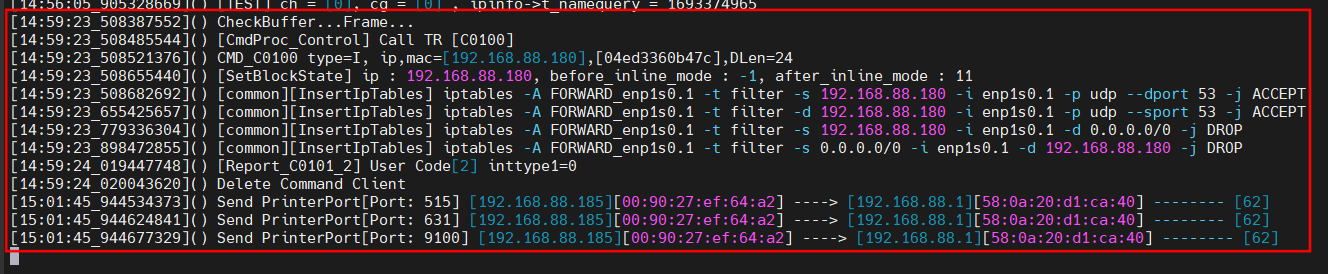 [14:56:05_905328669]() [TEST] ch = [0], cg = [0] , ipinfo->t_namequery = 1693374965
[14:59:23_508387552]() CheckBuffer...Frame...
[14:59:23_508485544]() [CmdProc_Control] Call TR [C0100]
[14:59:23_508521376]() CMD_C0100 type=I, ip,mac=[192.168.88.180],[04ed3360b47c],DLen=24
[14:59:23_508655440]() [SetBlockState] ip : 192.168.88.180, before_inline_mode : -1, after_inline_mode : 11
[14:59:23_508682692]() [common][InsertIpTables] iptables -A FORWARD_enp1s0.1 -t filter -s 192.168.88.180 -i enp1s0.1 -p udp --dport 53 -j ACCEPT
[14:59:23_655425657]() [common][InsertIpTables] iptables -A FORWARD_enp1s0.1 -t filter -d 192.168.88.180 -i enp1s0.1 -p udp --sport 53 -j ACCEPT
[14:59:23_779336304]() [common][InsertIpTables] iptables -A FORWARD_enp1s0.1 -t filter -s 192.168.88.180 -i enp1s0.1 -d 0.0.0.0/0 -j DROP
[14:59:23_898472855]() [common][InsertIpTables] iptables -A FORWARD_enp1s0.1 -t filter -s 0.0.0.0/0 -i enp1s0.1 -d 192.168.88.180 -j DROP
[14:59:24_019447748]() [Report_C0101_2] User Code[2] inttype1=0
[14:59:24_020043620]() Delete Command Client
[15:01:45_944534373]() Send PrinterPort[Port: 515] [192.168.88.185][00:90:27:ef:64:a2] ----> [192.168.88.1][58:0a:20:d1:ca:40] -------- [62]
[15:01:45_944624841]() Send PrinterPort[Port: 631] [192.168.88.185][00:90:27:ef:64:a2] ----> [192.168.88.1][58:0a:20:d1:ca:40] -------- [62]
[15:01:45_944677329]() Send PrinterPort[Port: 9100] [192.168.88.185][00:90:27:ef:64:a2] ----> [192.168.88.1][58:0a:20:d1:ca:40] -------- [62]